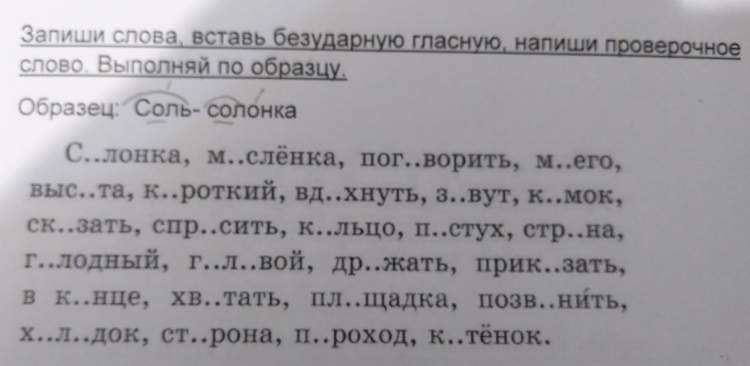 Запиши слова, вставь безударную гласную, напиши проверочное
слово. Выполняй по образцу.
Образец: Соль- солонка
С..лонка, м..слёнка, пог..ворить, м..его,
выс..та, к..роткий, вд..хнуть, з..вут, к..мок,
ск..зать, спр..сить, к..льцо, п..стух, стр..на,
г..лодный, г..л..вой, др..жать, прик..зать,
в к..нце, хв..тать, пл..щадка, позв..ни́ть,
х..л..док, ст..рона, п..роход, к..тёнок.